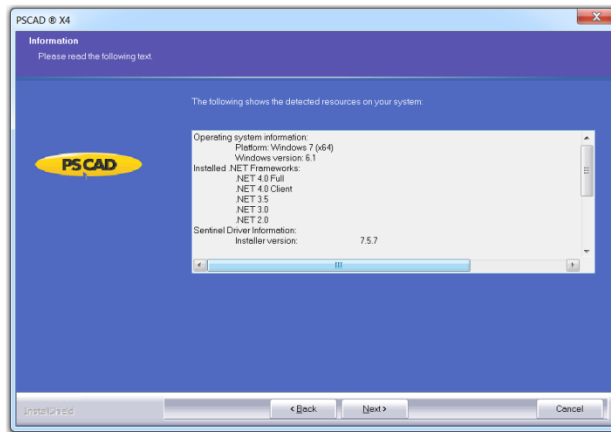 PSCAD ® X4
Information
Please read the following text.
The following shows the detected resources on your system:
PSCAD
Operating system information:
Platform: Windows 7 (x64)
Windows version: 6.1
Installed .NET Frameworks:
.NET 4.0 Full
.NET 4.0 Client
.NET 3.5
.NET 3.0
.NET 2.0
Sentinel Driver Information:
Installer version: 7.5.7
InstallShield
< Back Next > Cancel